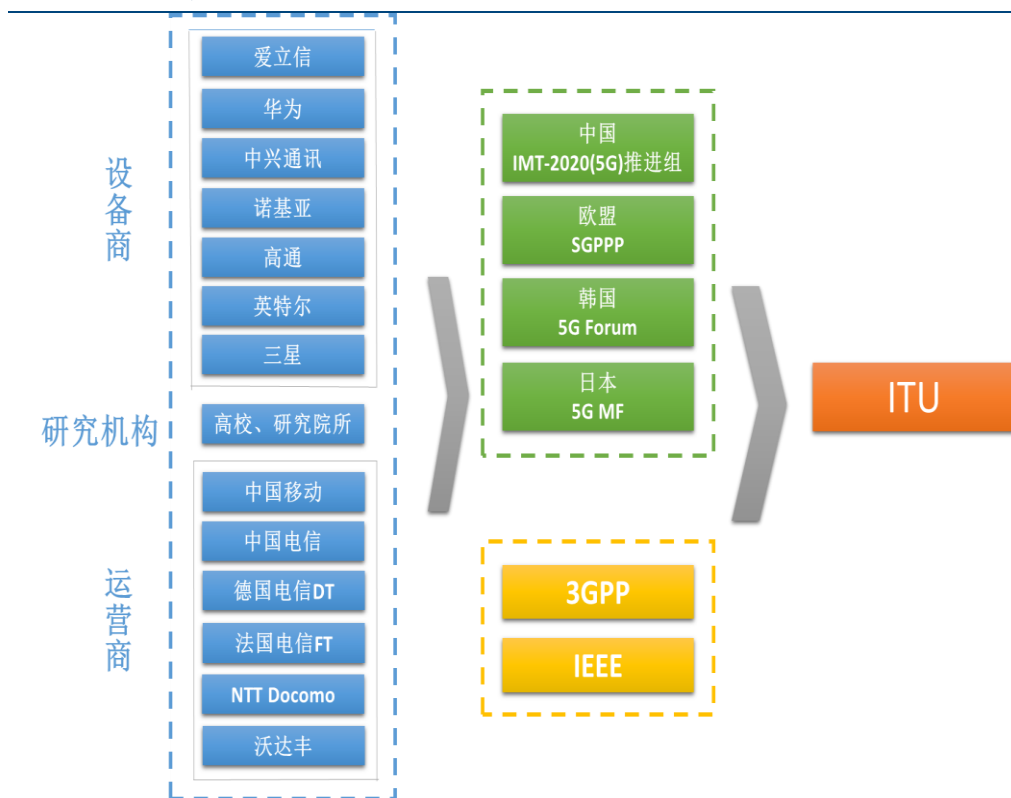 设备商
爱立信
华为
中兴通讯
诺基亚
高通
英特尔
三星
研究机构
高校、研究院所
运营商
中国移动
中国电信
德国电信DT
法国电信FT
NTT Docomo
沃达丰
中国
IMT-2020(5G)推进组
欧盟
SGPPP
韩国
5G Forum
日本
5G MF
3GPP
IEEE
ITU